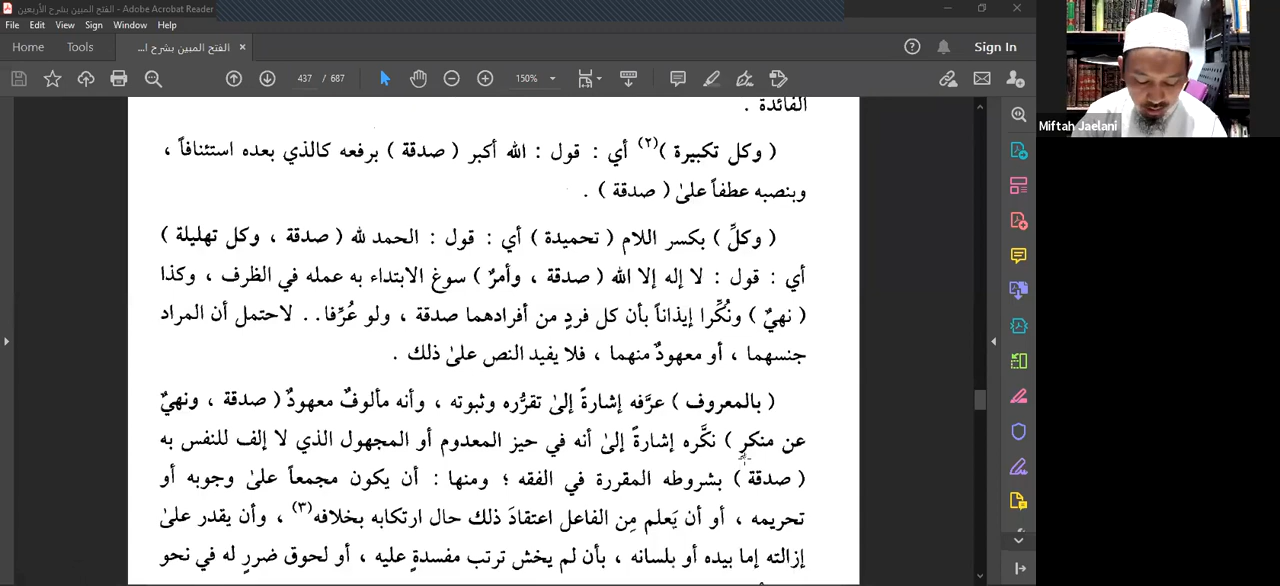 الفتح المبين بشرح الأربعين - Adobe Acrobat Reader
File Edit View Sign Window Help
Home Tools الفتح المبين بشرح ا... × Sign In
437 / 687 150%
الفائدة .
( وكل تكبيرة )(٢) أي : قول : الله أكبر ( صدقة ) برفعه كالذي بعده استئنافاً ،
وبنصبه عطفاً علىٰ ( صدقة ) .
( وكلِّ ) بكسر اللام ( تحميدة ) أي : قول : الحمد لله ( صدقة ، وكل تهليلة )
أي : قول : لا إله إلا الله ( صدقة ، وأمرٌ ) سوغ الابتداء به عمله في الظرف ، وكذا
( نهيٌ ) ونُكِّرا إيذاناً بأن كل فردٍ من أفرادهما صدقة ، ولو عُرِّفا.. لاحتمل أن المراد
جنسهما ، أو معهودٌ منهما ، فلا يفيد النص علىٰ ذلك .
( بالمعروف ) عرَّفه إشارةً إلىٰ تقرُّره وثبوته ، وأنه مألوفٌ معهودٌ ( صدقة ، ونهيٌ
عن منكرٍ ) نكَّره إشارةً إلىٰ أنه في حيز المعدوم أو المجهول الذي لا إلف للنفس به
( صدقة ) بشروطه المقررة في الفقه ؛ ومنها : أن يكون مجمعاً علىٰ وجوبه أو
تحريمه ، أو أن يَعلم مِن الفاعل اعتقادَ ذلك حال ارتكابه بخلافه(٣) ، وأن يقدر علىٰ
إزالته إما بيده أو بلسانه ، بأن لم يخش ترتب مفسدةٍ عليه ، أو لحوق ضررٍ له في نحو
Miftah Jaelani